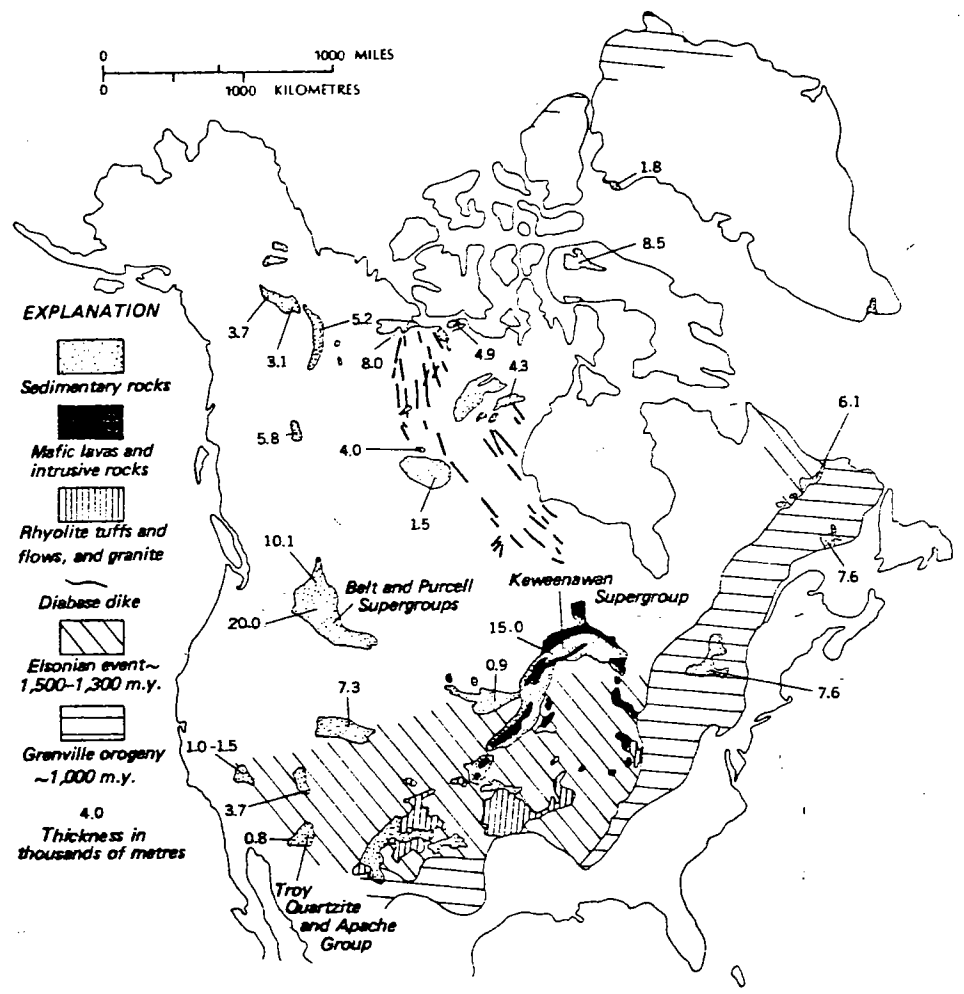 0 1000 MILES
0 1000 KILOMETRES
1.8
8.5
EXPLANATION
Sedimentary rocks
Mafic lavas and
intrusive rocks
Rhyolite tuffs and
flows, and granite
Diabase dike
Elsonian event~
1,500-1,300 m.y.
Grenville orogeny
~1,000 m.y.
4.0
Thickness in
thousands of metres
3.7
3.1
5.2
8.0
4.9
4.3
5.8
4.0
1.5
6.1
7.6
10.1
20.0
Belt and Purcell
Supergroups
Keweenawan
Supergroup
15.0
0.9
7.6
7.3
1.0-1.5
3.7
0.8
Troy
Quartzite
and Apache
Group